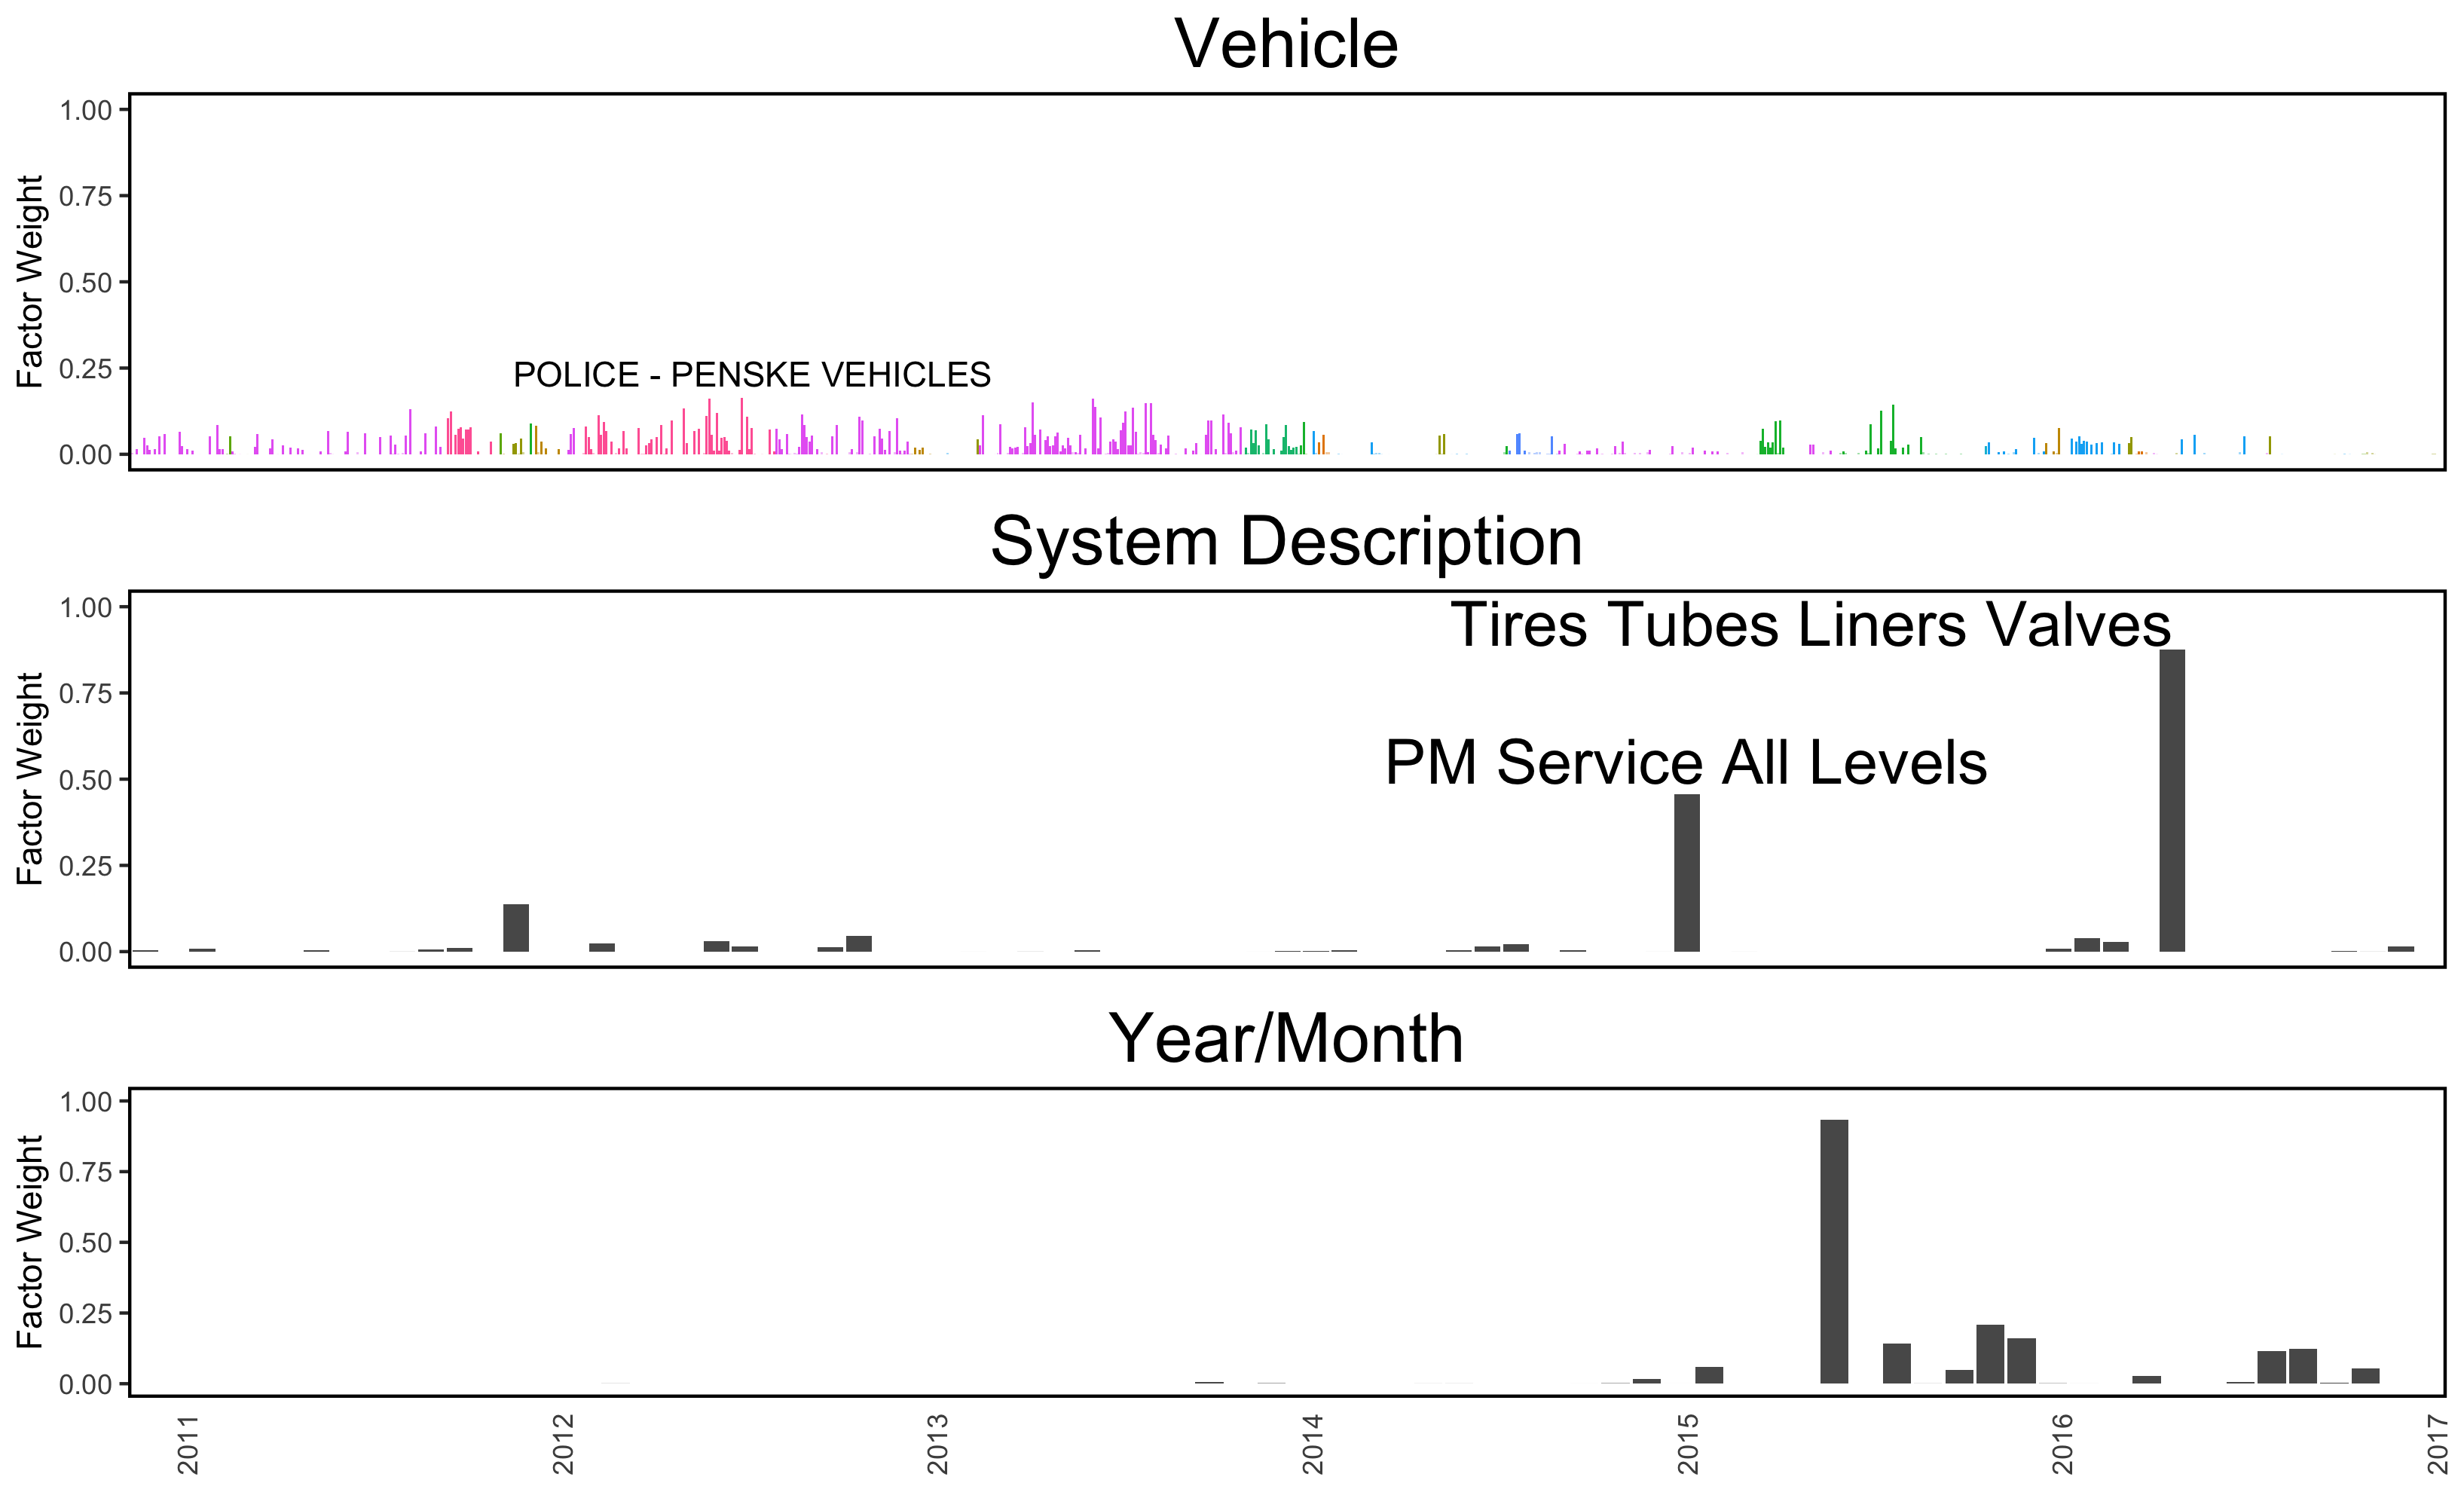 Vehicle
1.00
0.75
0.50
0.25
0.00
Factor Weight
POLICE - PENSKE VEHICLES
System Description
1.00
0.75
0.50
0.25
0.00
Factor Weight
Tires Tubes Liners Valves
PM Service All Levels
Year/Month
1.00
0.75
0.50
0.25
0.00
Factor Weight
2011
2012
2013
2014
2015
2016
2017